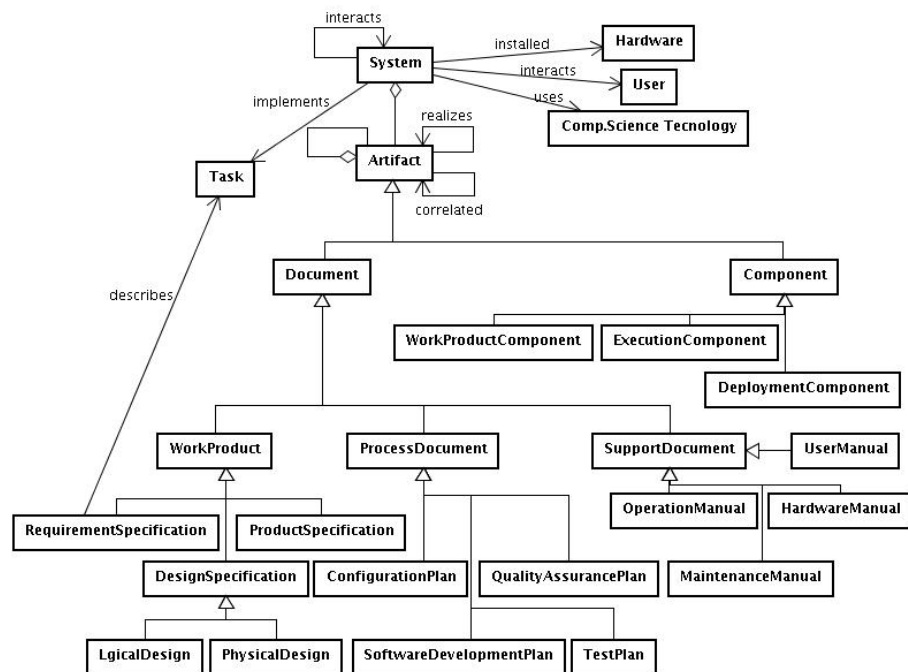 interacts
System
installed
Hardware
interacts
User
uses
Comp.Science Tecnology
implements
realizes
Artifact
Task
correlated
Document
Component
describes
WorkProductComponent
ExecutionComponent
DeploymentComponent
WorkProduct
ProcessDocument
SupportDocument
UserManual
RequirementSpecification
ProductSpecification
OperationManual
HardwareManual
DesignSpecification
ConfigurationPlan
QualityAssurancePlan
MaintenanceManual
LgicalDesign
PhysicalDesign
SoftwareDevelopmentPlan
TestPlan